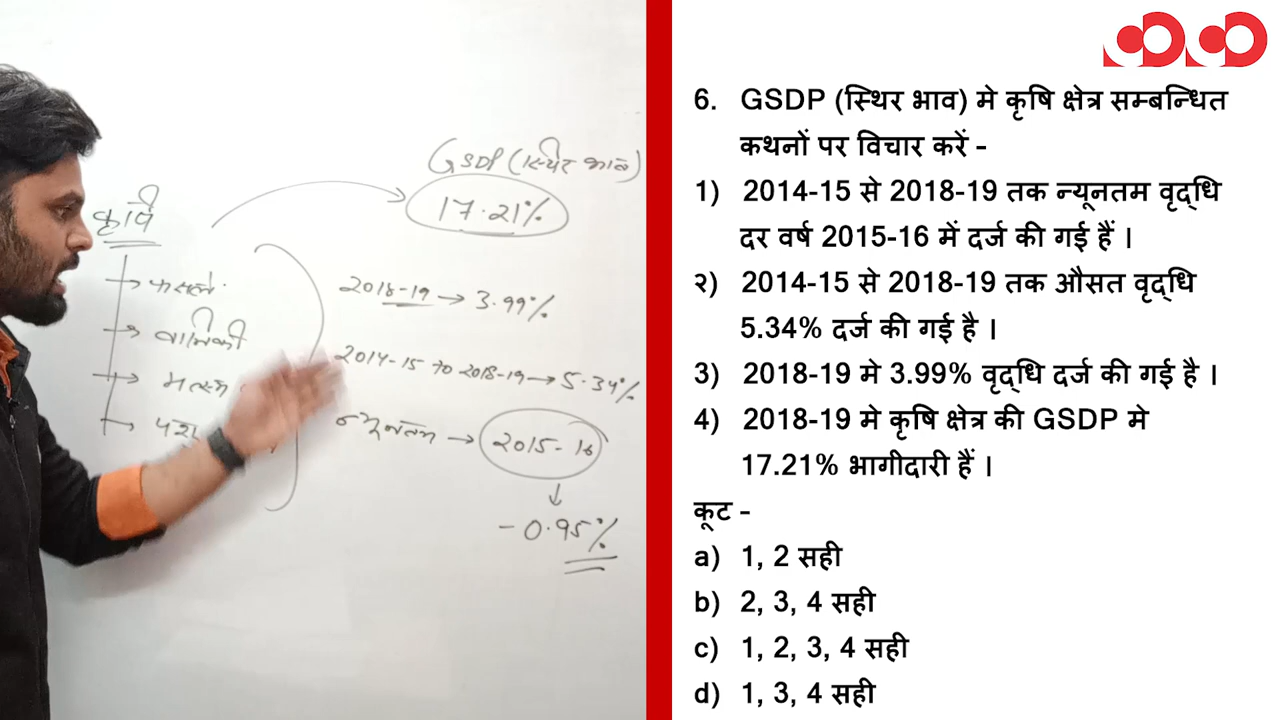 GSDP (स्थिर भाव)
17.21%
कृषि
फसलें
2018-19 → 3.99%
वानिकी
2014-15 to 2018-19 → 5.34%
मत्स्य
न्यूनतम → 2015-16
पशु
-0.95%
6. GSDP (स्थिर भाव) मे कृषि क्षेत्र सम्बन्धित
कथनों पर विचार करें -
1) 2014-15 से 2018-19 तक न्यूनतम वृद्धि
दर वर्ष 2015-16 में दर्ज की गई हैं ।
२) 2014-15 से 2018-19 तक औसत वृद्धि
5.34% दर्ज की गई है ।
3) 2018-19 मे 3.99% वृद्धि दर्ज की गई है ।
4) 2018-19 मे कृषि क्षेत्र की GSDP मे
17.21% भागीदारी हैं ।
कूट -
a) 1, 2 सही
b) 2, 3, 4 सही
c) 1, 2, 3, 4 सही
d) 1, 3, 4 सही